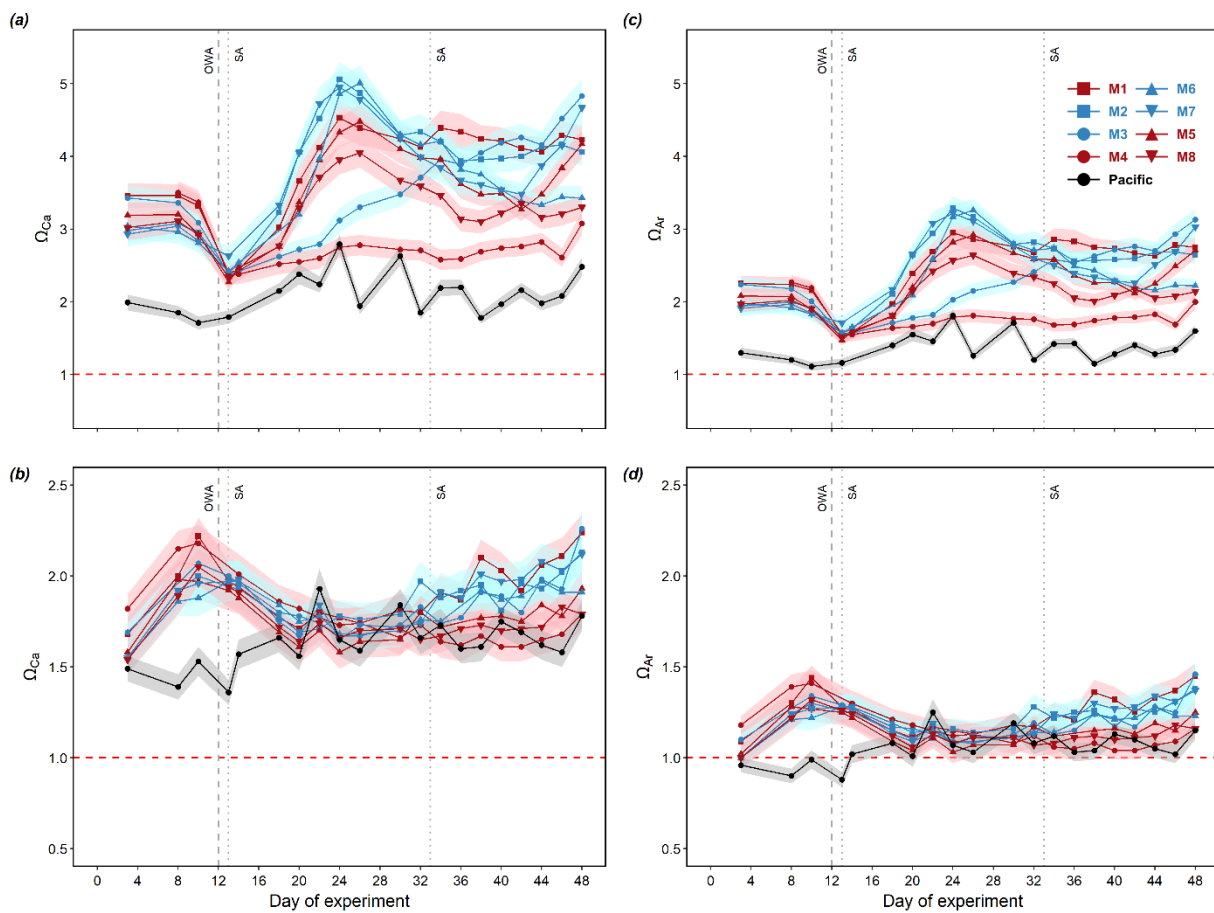 (a)
OWA
SA
SA
5
4
3
2
1
Ω_Ca
(c)
OWA
SA
SA
M1 M6
M2 M7
M3 M5
M4 M8
Pacific
5
4
3
2
1
Ω_Ar
(b)
OWA
SA
SA
2.5
2.0
1.5
1.0
0.5
Ω_Ca
0 4 8 12 16 20 24 28 32 36 40 44 48
Day of experiment
(d)
OWA
SA
SA
2.5
2.0
1.5
1.0
0.5
Ω_Ar
0 4 8 12 16 20 24 28 32 36 40 44 48
Day of experiment